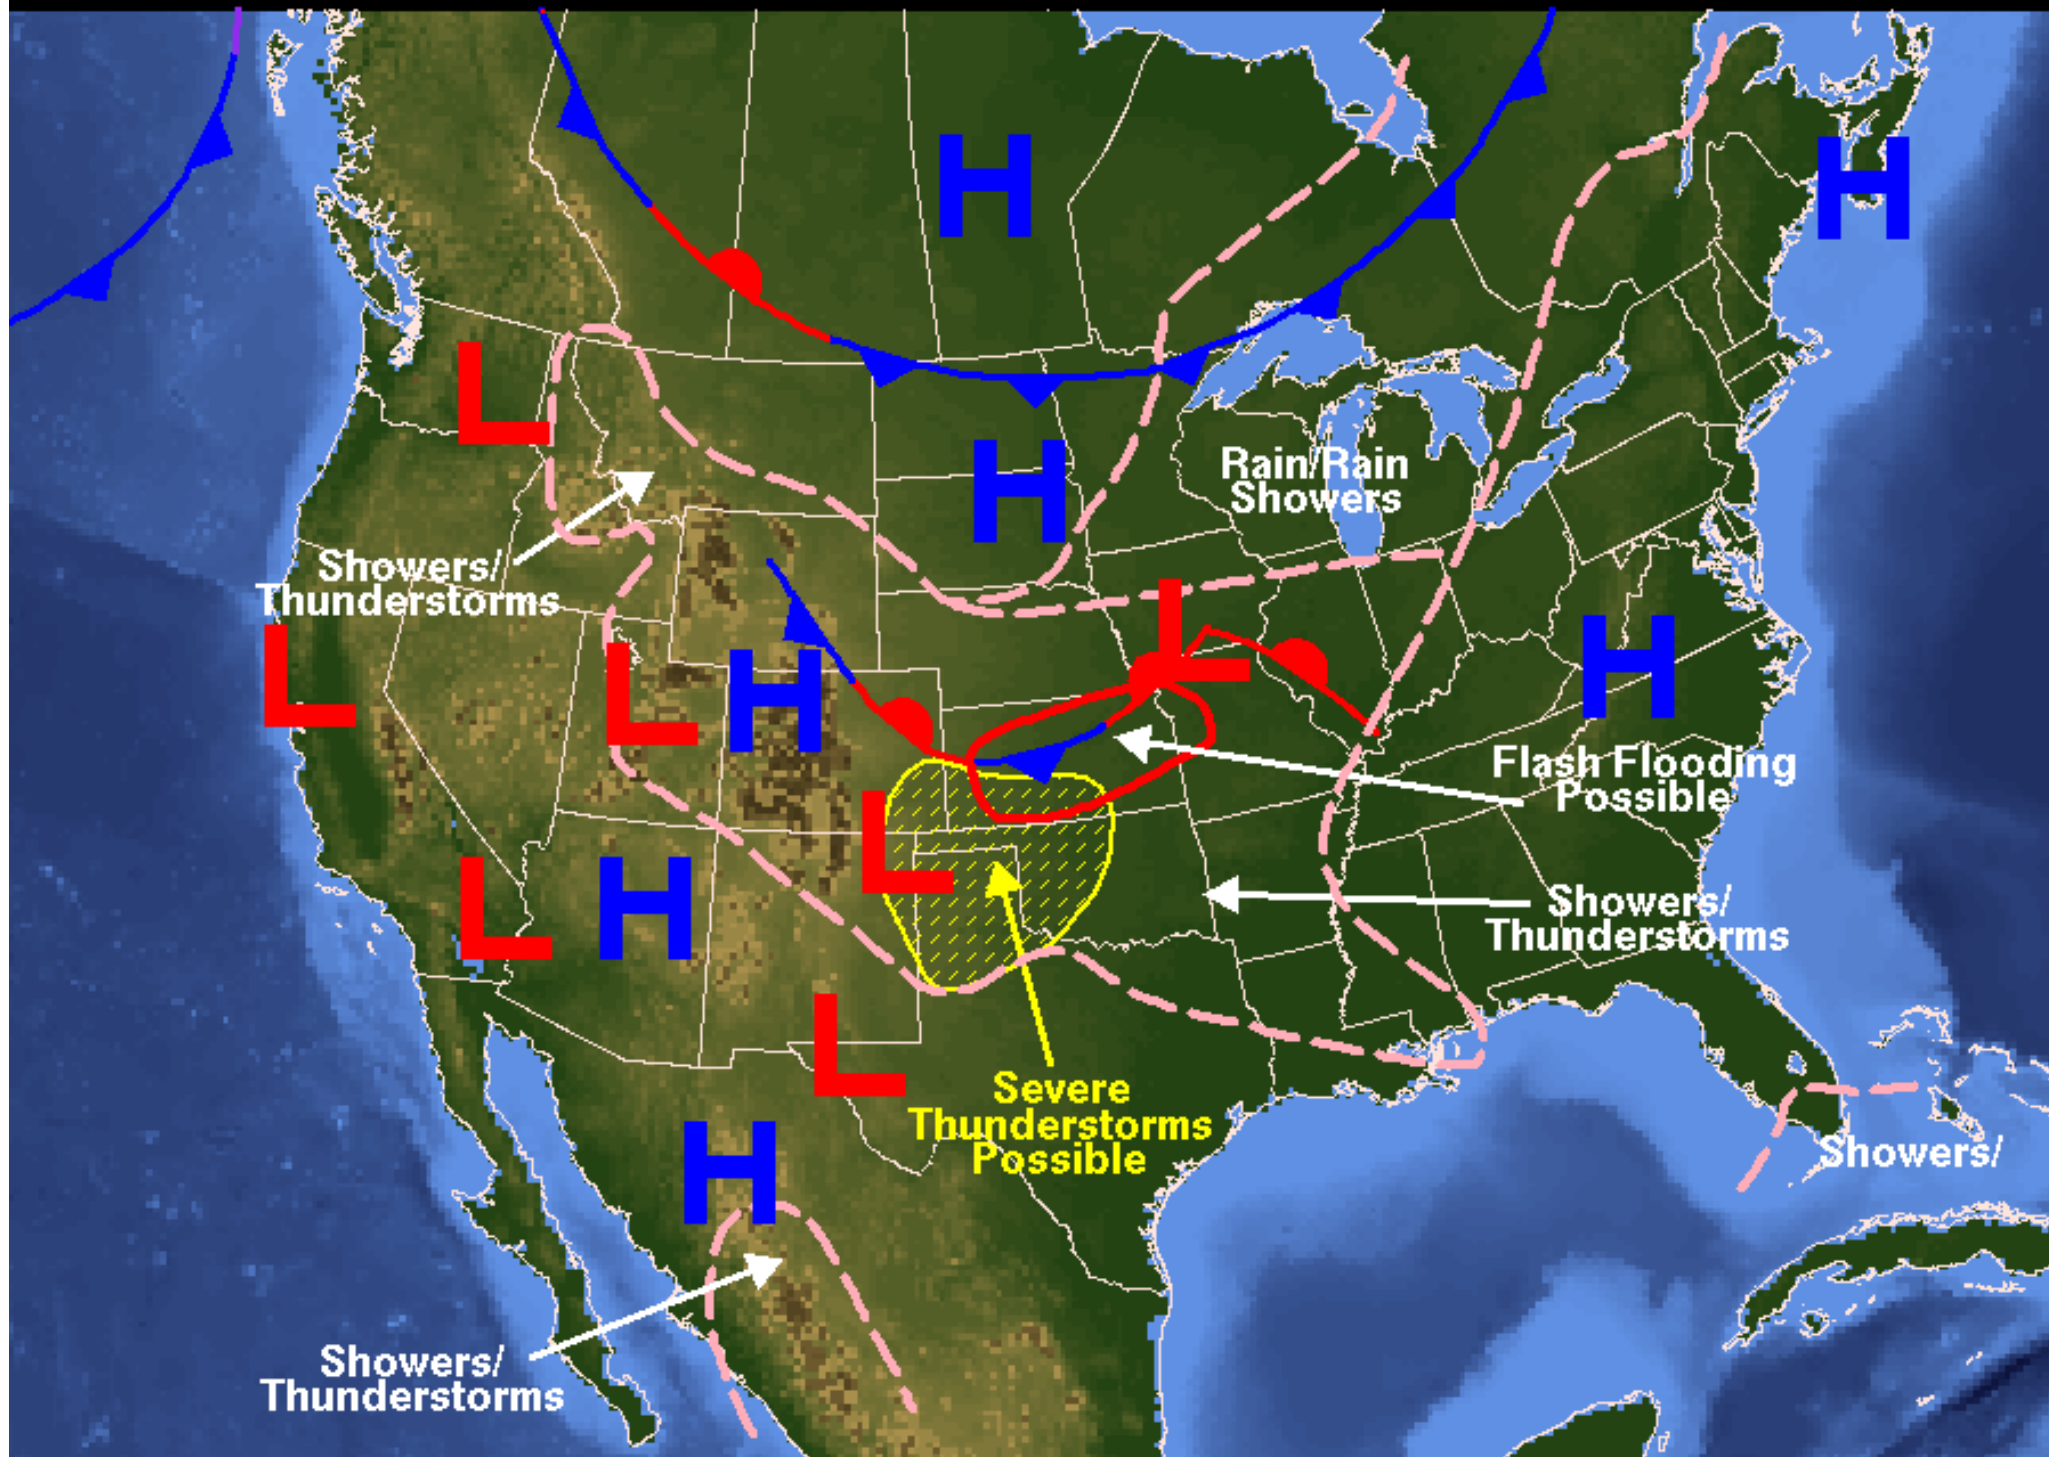 H
H
L
H
Rain/Rain
Showers
Showers/
Thunderstorms
L
L
L
H
H
Flash Flooding
Possible
L
L
H
Showers/
Thunderstorms
L
Severe
Thunderstorms
Possible
H
Showers/
Showers/
Thunderstorms